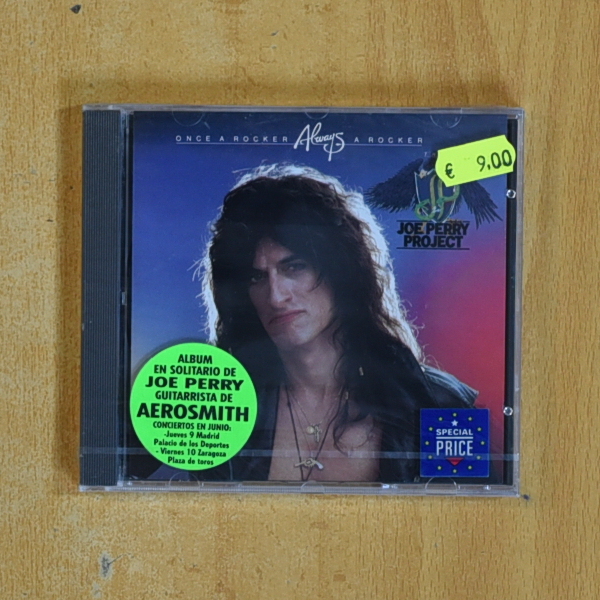 ONCE A ROCKER Always A ROCKER
€ 9,00
JOE PERRY
PROJECT
ALBUM
EN SOLITARIO DE
JOE PERRY
GUITARRISTA DE
AEROSMITH
CONCIERTOS EN JUNIO:
-Jueves 9 Madrid
Palacio de los Deportes
- Viernes 10 Zaragoza
Plaza de toros
SPECIAL
PRICE